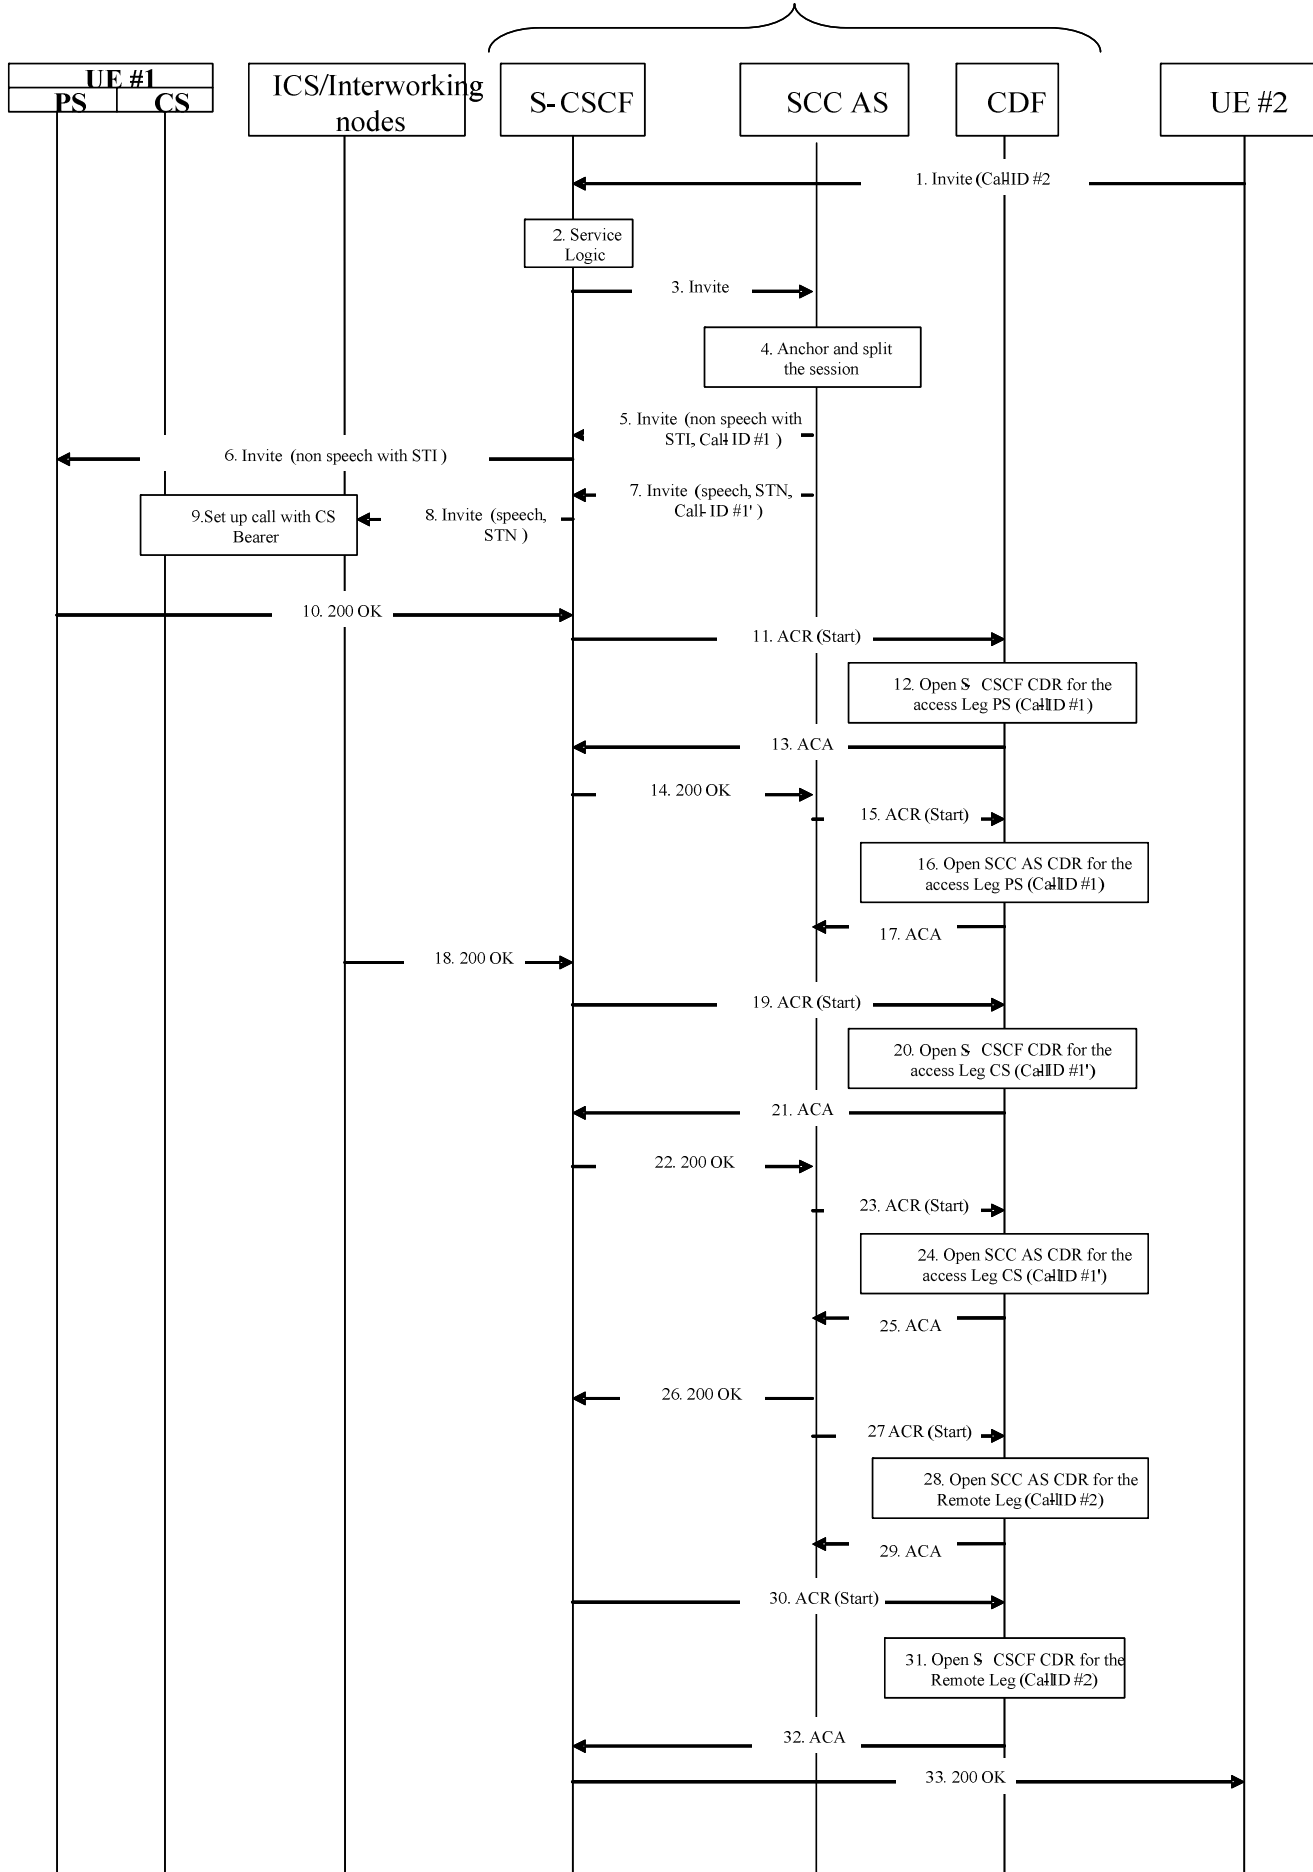 UE #1
PS CS
ICS/Interworking
nodes
S-CSCF
SCC AS
CDF
UE #2
1. Invite (Call-ID #2
2. Service
Logic
3. Invite
4. Anchor and split
the session
5. Invite (non speech with
STI, Call-ID #1 )
6. Invite (non speech with STI )
7. Invite (speech, STN,
Call-ID #1' )
8. Invite (speech,
STN )
9.Set up call with CS
Bearer
10. 200 OK
11. ACR (Start)
12. Open S-CSCF CDR for the
access Leg PS (Call-ID #1)
13. ACA
14. 200 OK
15. ACR (Start)
16. Open SCC AS CDR for the
access Leg PS (Call-ID #1)
17. ACA
18. 200 OK
19. ACR (Start)
20. Open S-CSCF CDR for the
access Leg CS (Call-ID #1')
21. ACA
22. 200 OK
23. ACR (Start)
24. Open SCC AS CDR for the
access Leg CS (Call-ID #1')
25. ACA
26. 200 OK
27 ACR (Start)
28. Open SCC AS CDR for the
Remote Leg (Call-ID #2)
29. ACA
30. ACR (Start)
31. Open S-CSCF CDR for the
Remote Leg (Call-ID #2)
32. ACA
33. 200 OK